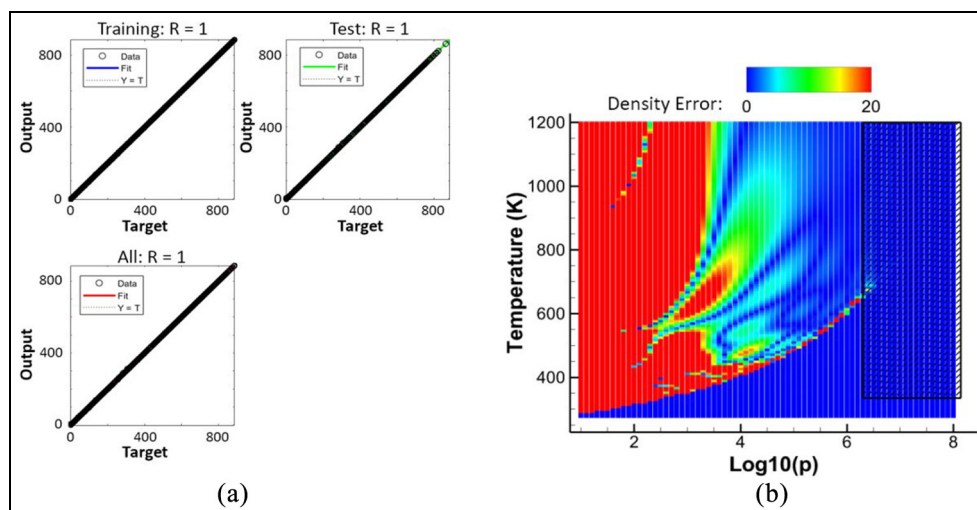 Training: R = 1
Output
800
400
0
Data
Fit
Y = T
0
400
800
Target
Test: R = 1
Output
800
400
0
Data
Fit
Y = T
0
400
800
Target
All: R = 1
Output
800
400
0
Data
Fit
Y = T
0
400
800
Target
(a)
Density Error:
0
20
Temperature (K)
1200
1000
800
600
400
2
4
6
8
Log10(p)
(b)